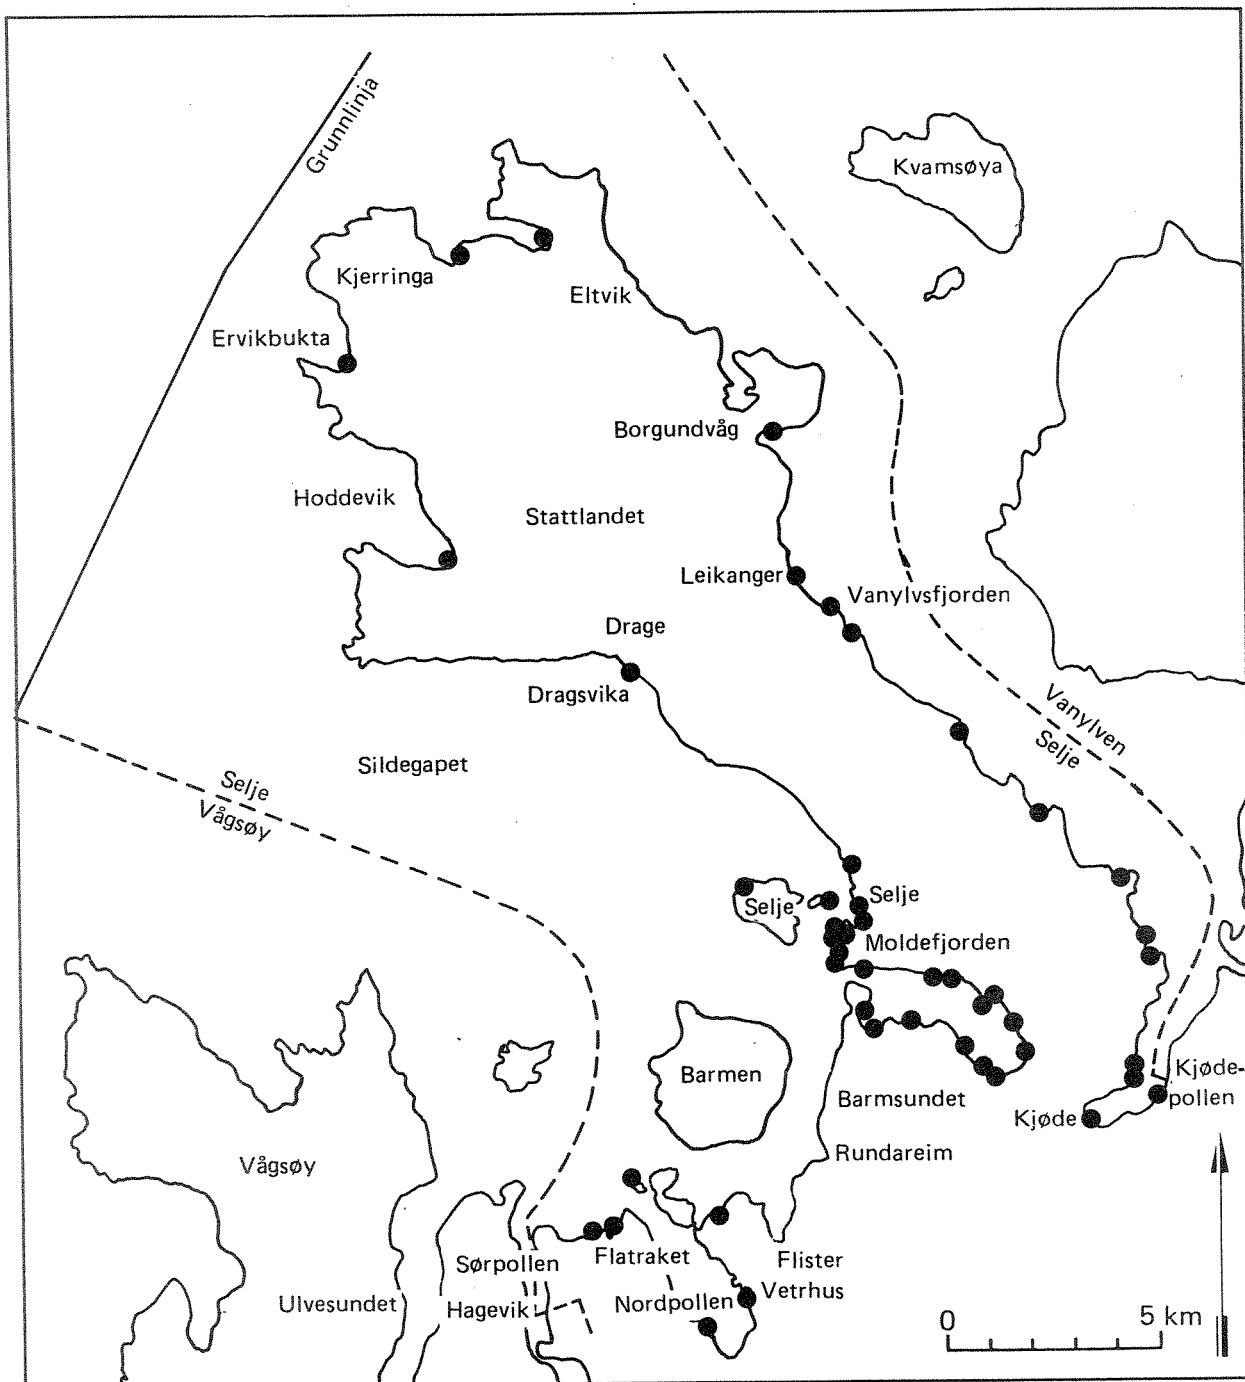 Grunnlinja
Kvamsøya
Kjerringa
Eltvik
Ervikbukta
Borgundvåg
Hoddevik
Stattlandet
Leikanger
Vanylvsfjorden
Drage
Dragsvika
Vanylven
Selje
Sildegapet
Selje
Vågsøy
Selje
Selje
Moldefjorden
Barmen
Barmsundet
Kjøde-
pollen
Kjøde
Rundareim
Vågsøy
Sørpollen
Flatraket
Flister
Vetrhus
Ulvesundet
Hagevik
Nordpollen
0 5 km